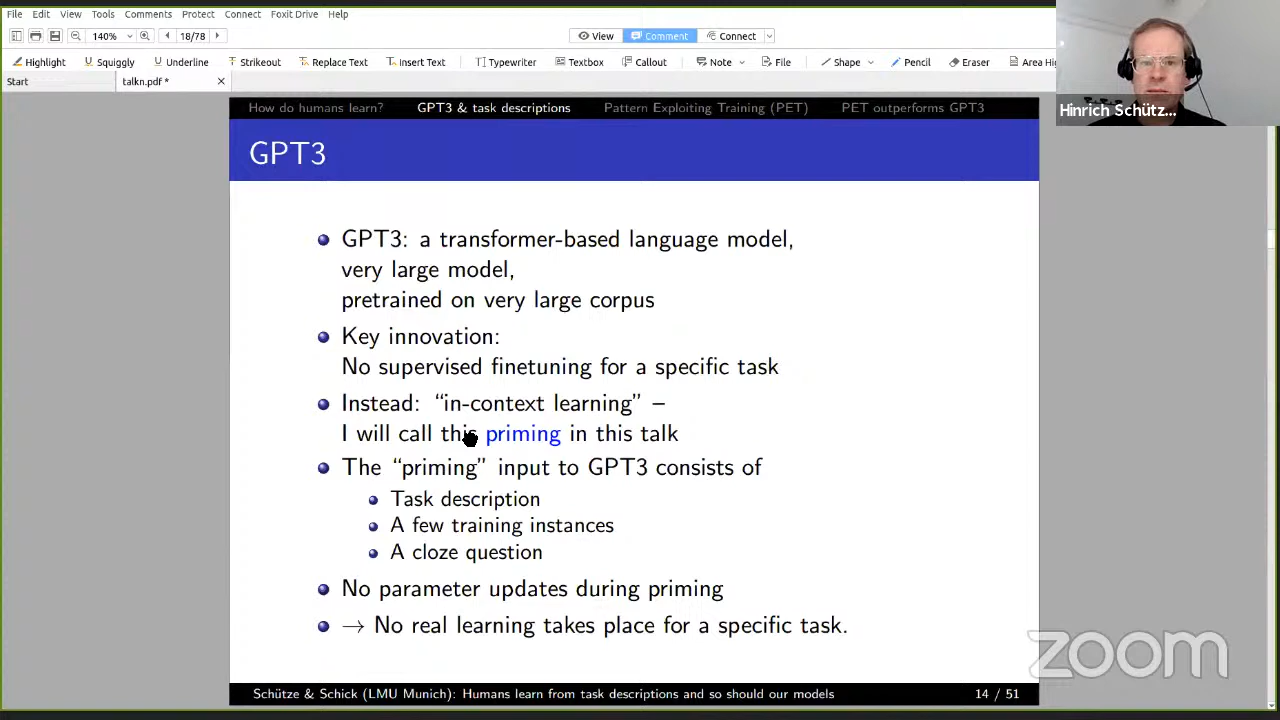 File Edit View Tools Comments Protect Connect Foxit Drive Help
140% 18/78 View Comment Connect
Highlight Squiggly Underline Strikeout Replace Text Insert Text Typewriter Textbox Callout Note File Shape Pencil Eraser Area Hig
Start talkn.pdf *
Hinrich Schütz...
How do humans learn? GPT3 & task descriptions Pattern Exploiting Training (PET) PET outperforms GPT3
GPT3
GPT3: a transformer-based language model,
very large model,
pretrained on very large corpus
Key innovation:
No supervised finetuning for a specific task
Instead: “in-context learning” –
I will call this priming in this talk
The “priming” input to GPT3 consists of
Task description
A few training instances
A cloze question
No parameter updates during priming
→ No real learning takes place for a specific task.
zoom
Schütze & Schick (LMU Munich): Humans learn from task descriptions and so should our models 14 / 51